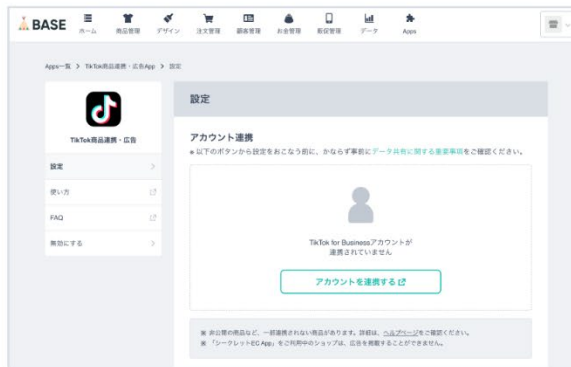 BASE
ホーム
商品管理
デザイン
注文管理
顧客管理
お金管理
販促管理
データ
Apps
Apps一覧 > TikTok商品連携・広告App > 設定
TikTok商品連携・広告
設定
使い方
FAQ
無効にする
設定
アカウント連携
※ 以下のボタンから設定をおこなう前に、かならず事前にデータ共有に関する重要事項をご確認ください。
TikTok for Businessアカウントが
連携されていません
アカウントを連携する
※ 非公開の商品など、一部連携されない商品があります。詳細は、ヘルプページをご確認ください。
※ 「シークレットEC App」をご利用中のショップは、広告を掲載することができません。